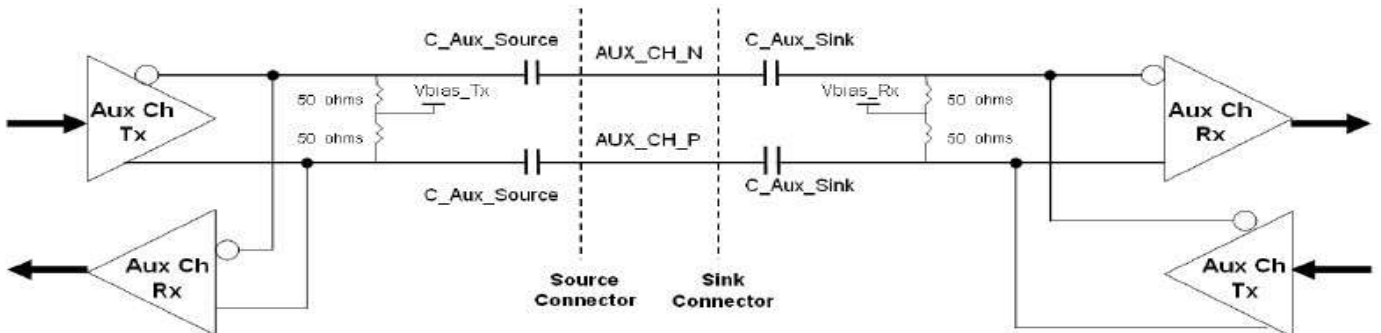 C_Aux_Source
AUX_CH_N
C_Aux_Sink
Aux Ch
Tx
50 ohms
Vbias_Tx
50 ohms
Vbias_Rx
50 ohms
50 ohms
Aux Ch
Rx
AUX_CH_P
C_Aux_Source
C_Aux_Sink
Aux Ch
Rx
Source
Connector
Sink
Connector
Aux Ch
Tx